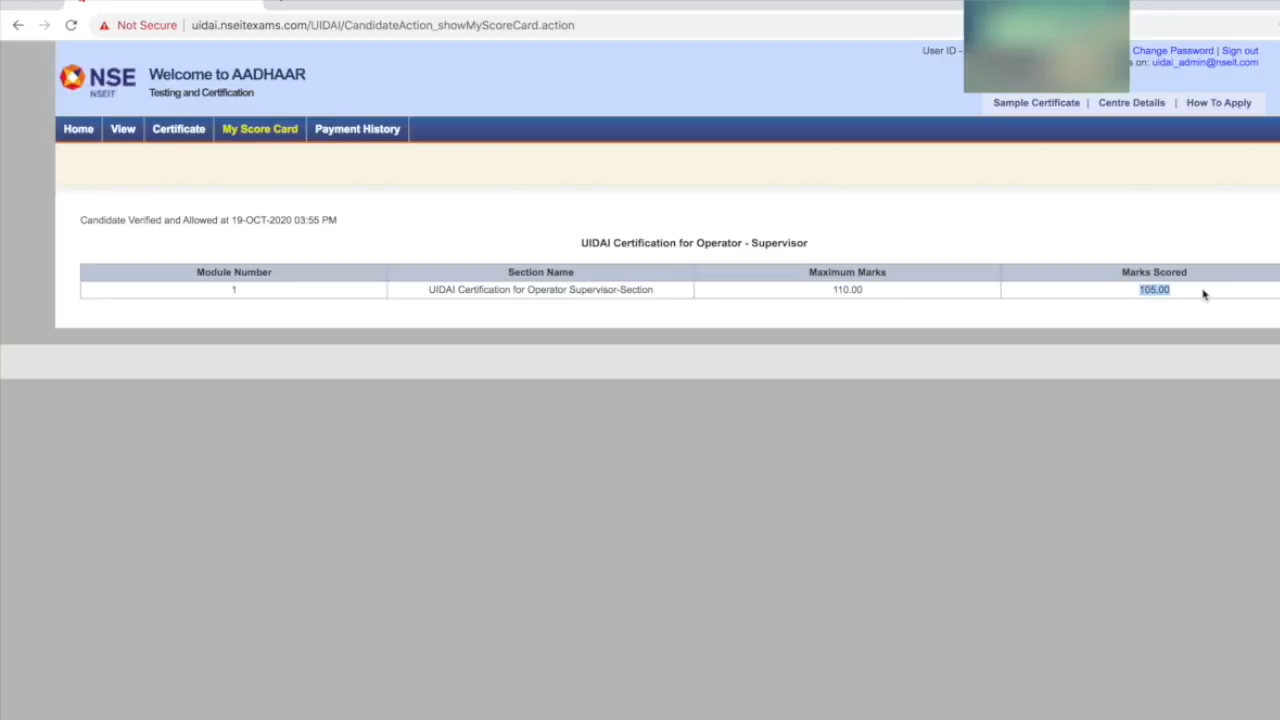 Not Secure uidai.nseitexams.com/UIDAI/CandidateAction_showMyScoreCard.action
User ID - Change Password | Sign out
s on: uidai_admin@nseit.com
NSE
NSEIT
Welcome to AADHAAR
Testing and Certification
Sample Certificate | Centre Details | How To Apply
Home View Certificate My Score Card Payment History
Candidate Verified and Allowed at 19-OCT-2020 03:55 PM
UIDAI Certification for Operator - Supervisor
Module Number Section Name Maximum Marks Marks Scored
1 UIDAI Certification for Operator Supervisor-Section 110.00 105.00